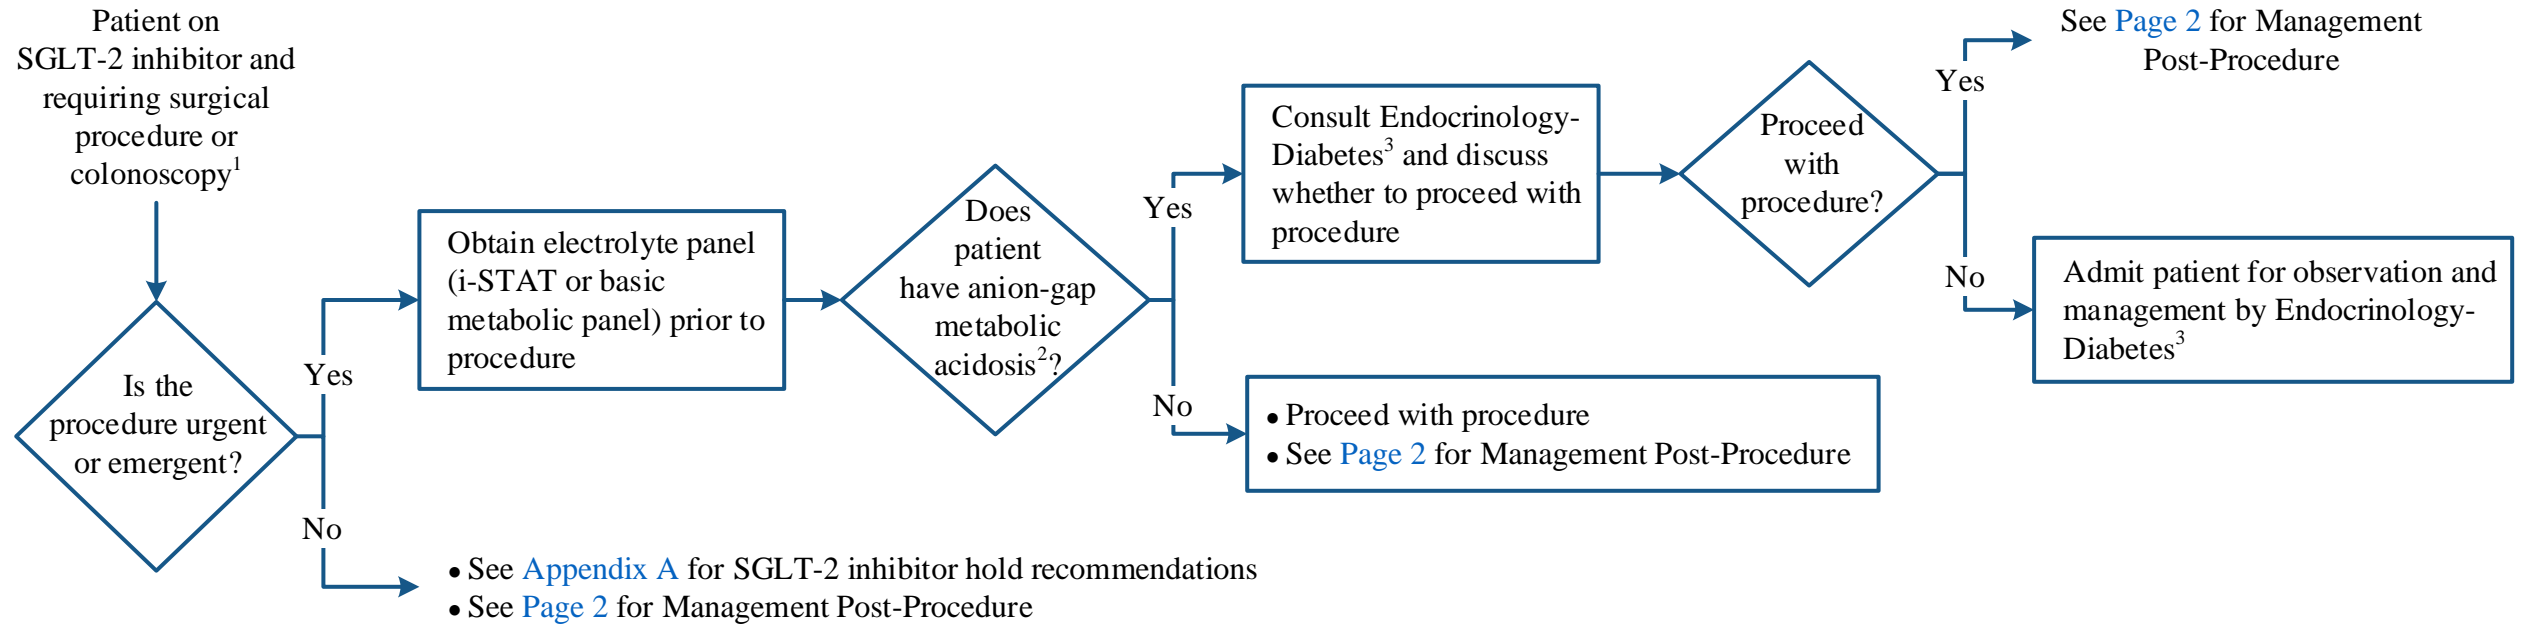 Patient on
SGLT-2 inhibitor and
requiring surgical
procedure or
colonoscopy1
Is the
procedure urgent
or emergent?
Yes
No
Obtain electrolyte panel
(i-STAT or basic
metabolic panel) prior to
procedure
• See Appendix A for SGLT-2 inhibitor hold recommendations
• See Page 2 for Management Post-Procedure
Does
patient
have anion-gap
metabolic
acidosis2?
Yes
No
Consult Endocrinology-
Diabetes3 and discuss
whether to proceed with
procedure
• Proceed with procedure
• See Page 2 for Management Post-Procedure
Proceed
with
procedure?
Yes
No
See Page 2 for Management
Post-Procedure
Admit patient for observation and
management by Endocrinology-
Diabetes3